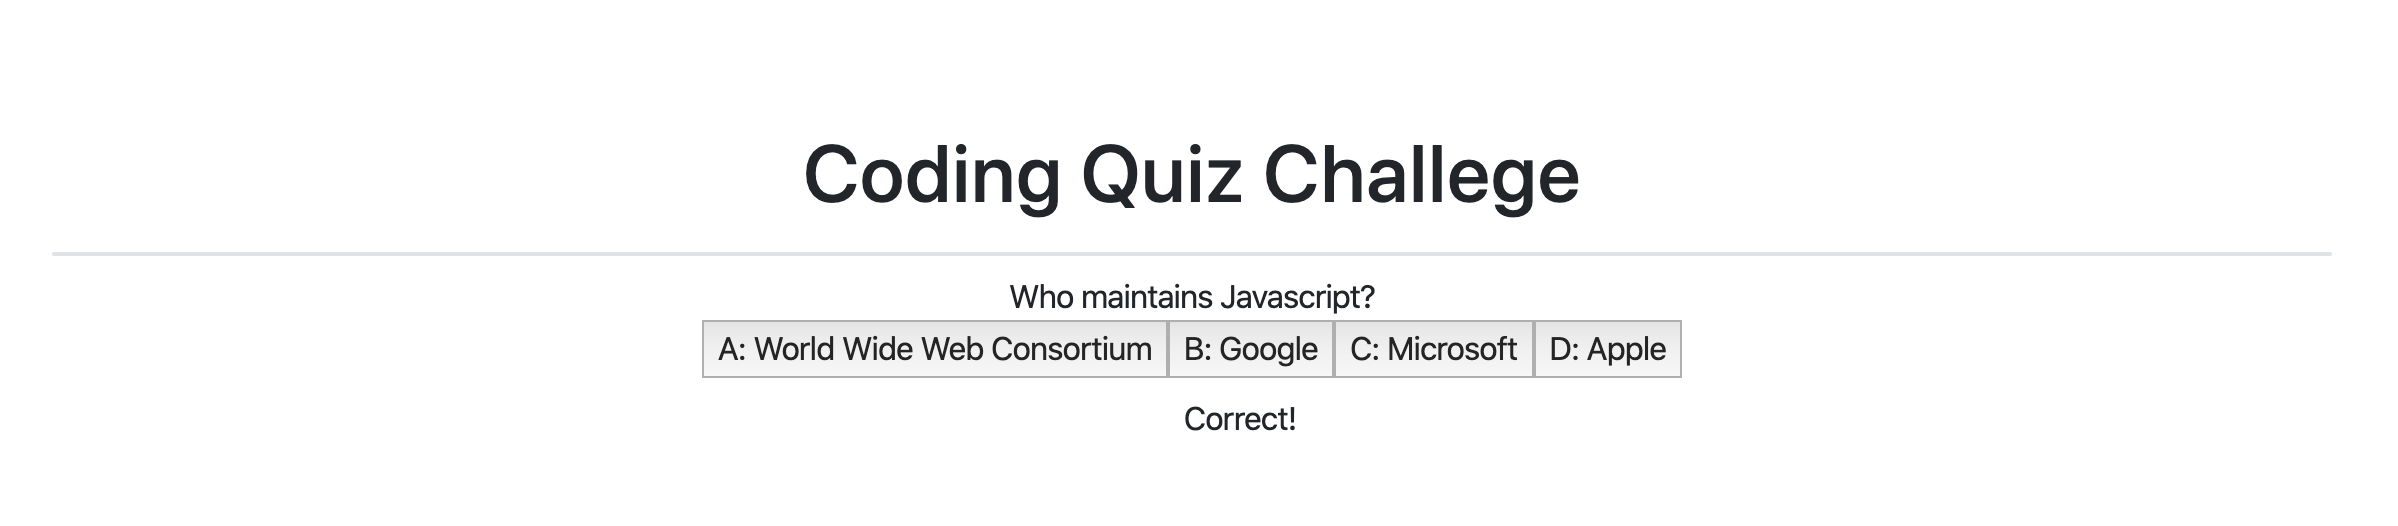 Coding Quiz Challege
Who maintains Javascript?
A: World Wide Web Consortium B: Google C: Microsoft D: Apple
Correct!